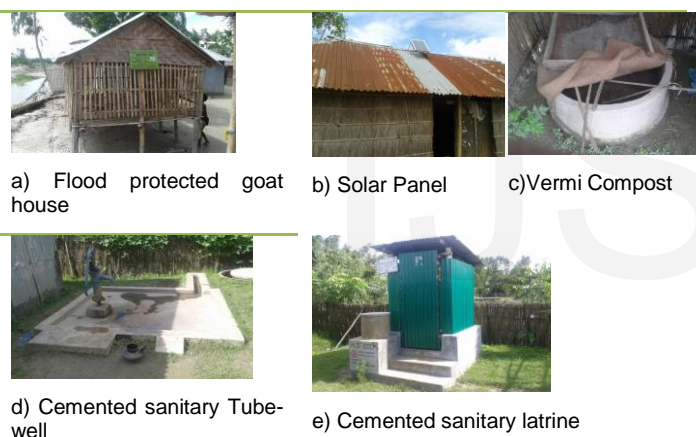 a) Flood protected goat
house
b) Solar Panel
c)Vermi Compost
d) Cemented sanitary Tube-
well
e) Cemented sanitary latrine